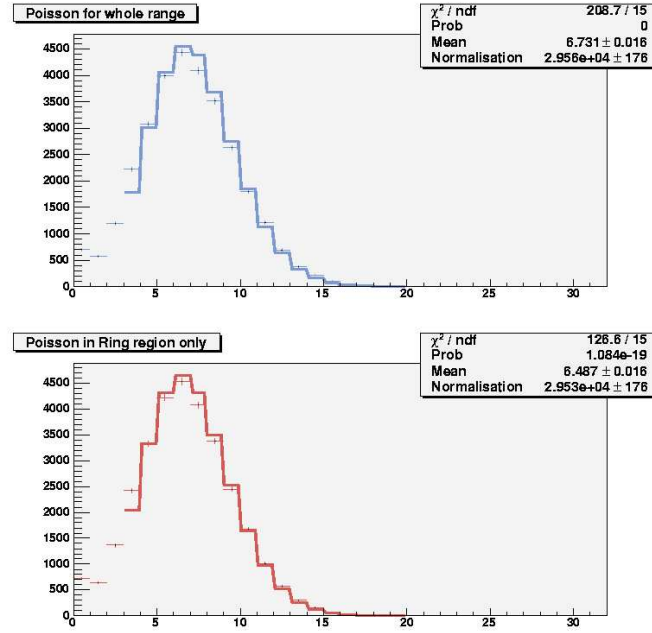 Poisson for whole range
χ² / ndf 208.7 / 15
Prob 0
Mean 6.731 ± 0.016
Normalisation 2.956e+04 ± 176
4500
4000
3500
3000
2500
2000
1500
1000
500
0
0 5 10 15 20 25 30
Poisson in Ring region only
χ² / ndf 126.6 / 15
Prob 1.084e-19
Mean 6.487 ± 0.016
Normalisation 2.953e+04 ± 176
4500
4000
3500
3000
2500
2000
1500
1000
500
0
0 5 10 15 20 25 30